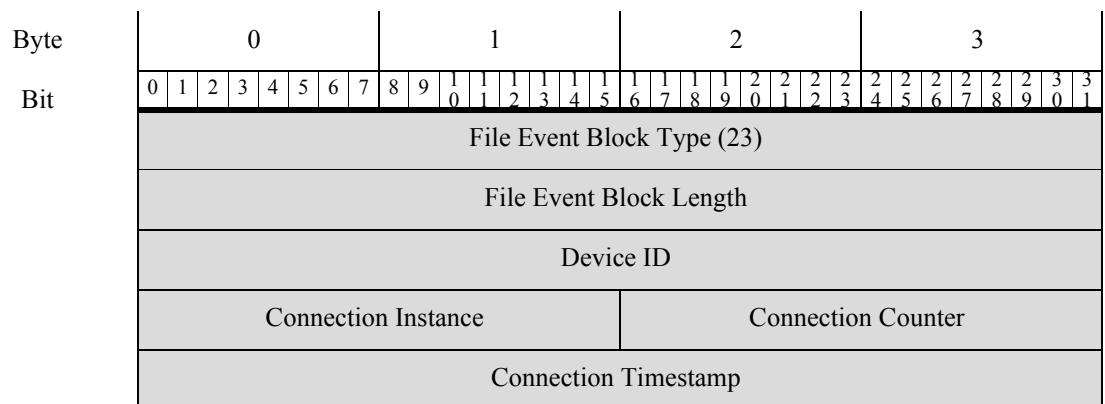 Byte 0 1 2 3
Bit 0 1 2 3 4 5 6 7 8 9 10 11 12 13 14 15 16 17 18 19 20 21 22 23 24 25 26 27 28 29 30 31
File Event Block Type (23)
File Event Block Length
Device ID
Connection Instance Connection Counter
Connection Timestamp